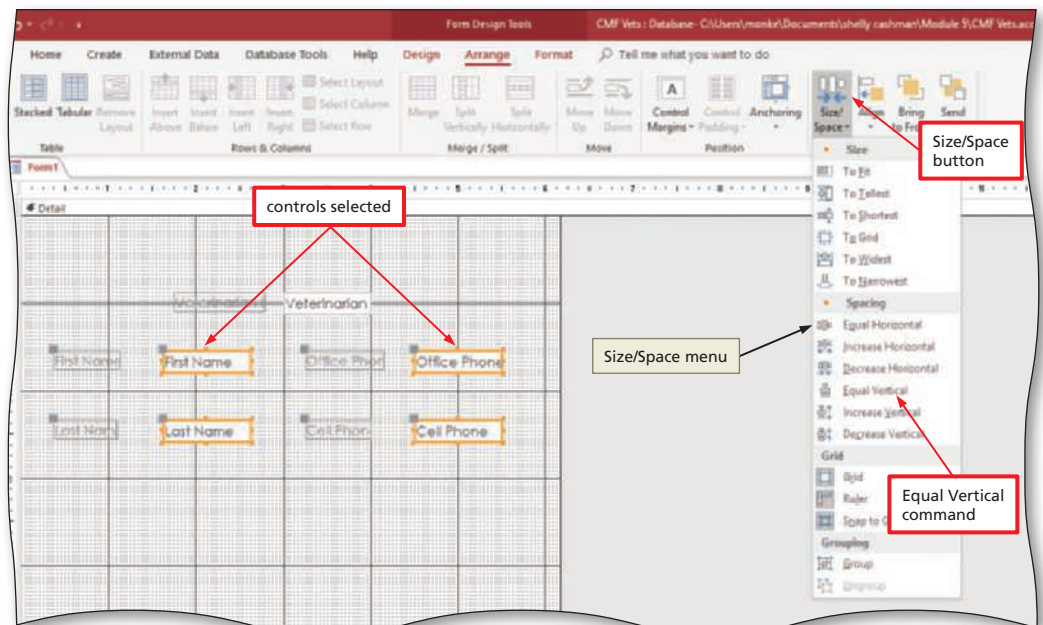 Form Design Tools
CMF Vets : Database- C:\Users\monke\Documents\shelly cashman\Module 5\CMF Vets.acc
Home Create External Data Database Tools Help Design Arrange Format Tell me what you want to do
Stacked Tabular Remove Layout
Insert Above Insert Below Insert Left Insert Right
Select Layout
Select Column
Select Row
Merge Split Vertically Split Horizontally
Move Up Move Down
Control Margins Control Padding Anchoring
Size/ Space Align Bring to Fr Send
Table Rows & Columns Merge / Split Move Position
Size/Space button
Form1
Detail
controls selected
Veterinarian
First Name First Name Office Phon Office Phone
Last Nam Last Name Cell Phon Cell Phone
Size/Space menu
Size
To Fit
To Tallest
To Shortest
To Grid
To Widest
To Narrowest
Spacing
Equal Horizontal
Increase Horizontal
Decrease Horizontal
Equal Vertical
Increase Vertical
Decrease Vertical
Grid
Grid
Ruler
Snap to G
Equal Vertical command
Grouping
Group
Ungroup